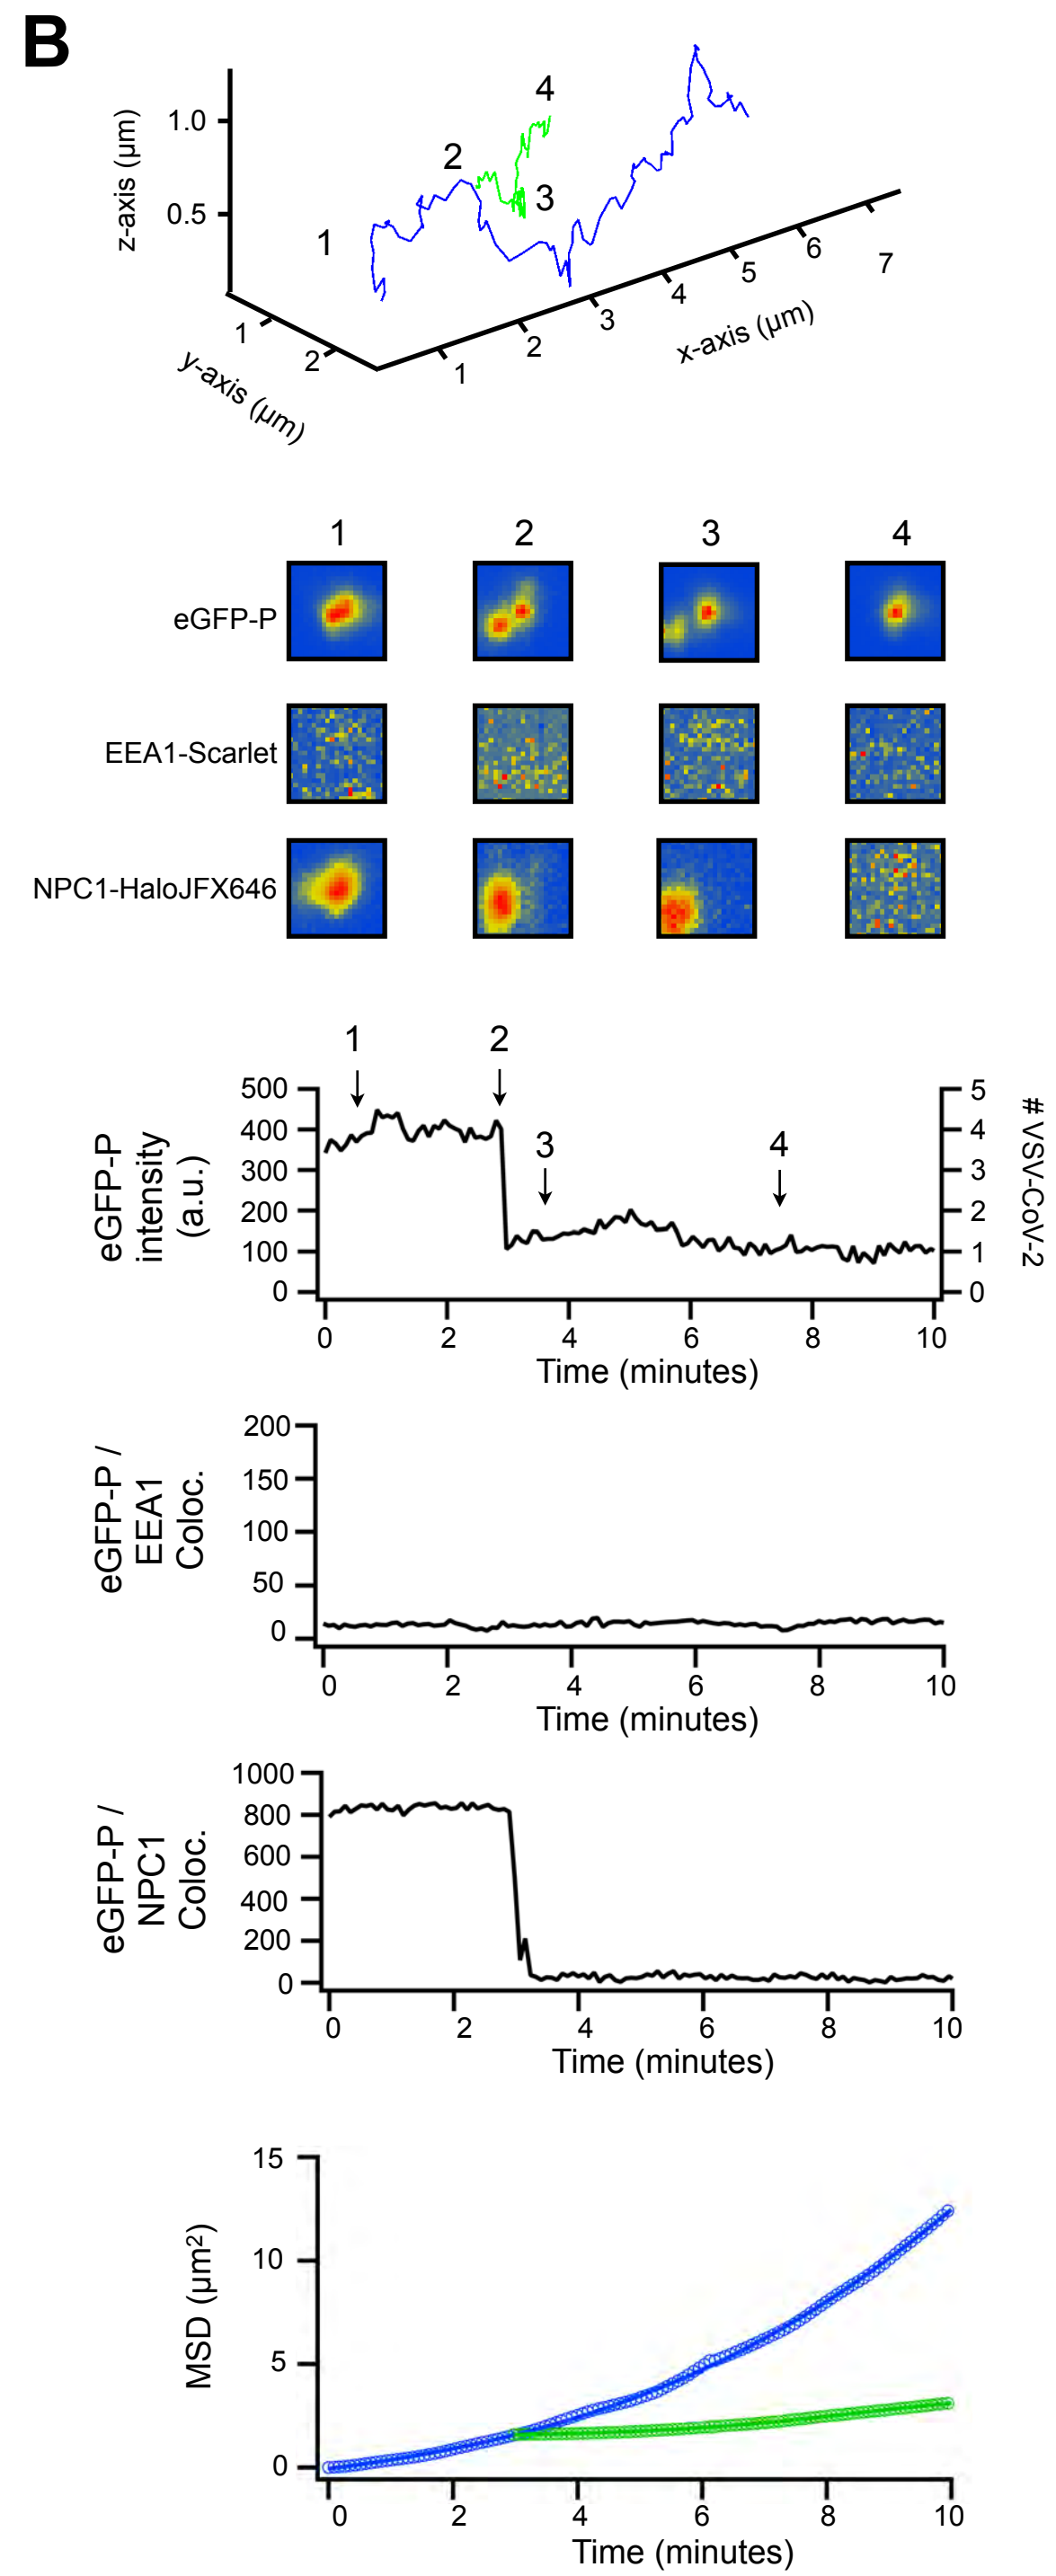 B
z-axis (μm)
1.0
0.5
1
2
3
4
1
2
y-axis (μm)
1
2
3
4
5
6
7
x-axis (μm)
1 2 3 4
eGFP-P
EEA1-Scarlet
NPC1-HaloJFX646
1 2
3 4
eGFP-P
intensity
(a.u.)
500
400
300
200
100
0
5
4
3
2
1
0
# VSV-CoV-2
0 2 4 6 8 10
Time (minutes)
eGFP-P /
EEA1
Coloc.
200
150
100
50
0
0 2 4 6 8 10
Time (minutes)
eGFP-P /
NPC1
Coloc.
1000
800
600
400
200
0
0 2 4 6 8 10
Time (minutes)
MSD (μm²)
15
10
5
0
0 2 4 6 8 10
Time (minutes)